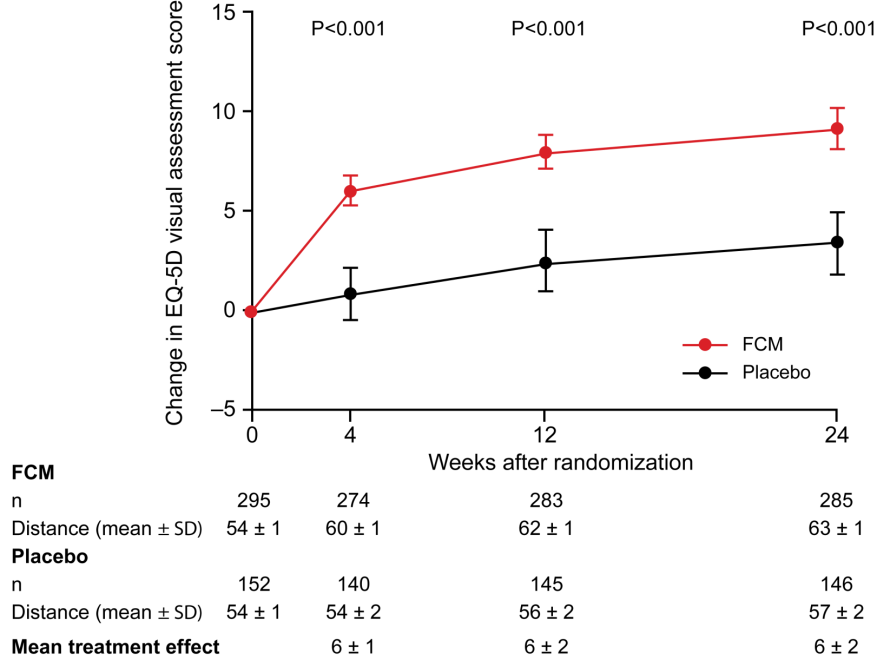 Change in EQ-5D visual assessment score
15
10
5
0
–5
P<0.001 P<0.001 P<0.001
FCM
Placebo
0 4 12 24
Weeks after randomization
FCM
n 295 274 283 285
Distance (mean ± SD) 54 ± 1 60 ± 1 62 ± 1 63 ± 1
Placebo
n 152 140 145 146
Distance (mean ± SD) 54 ± 1 54 ± 2 56 ± 2 57 ± 2
Mean treatment effect 6 ± 1 6 ± 2 6 ± 2